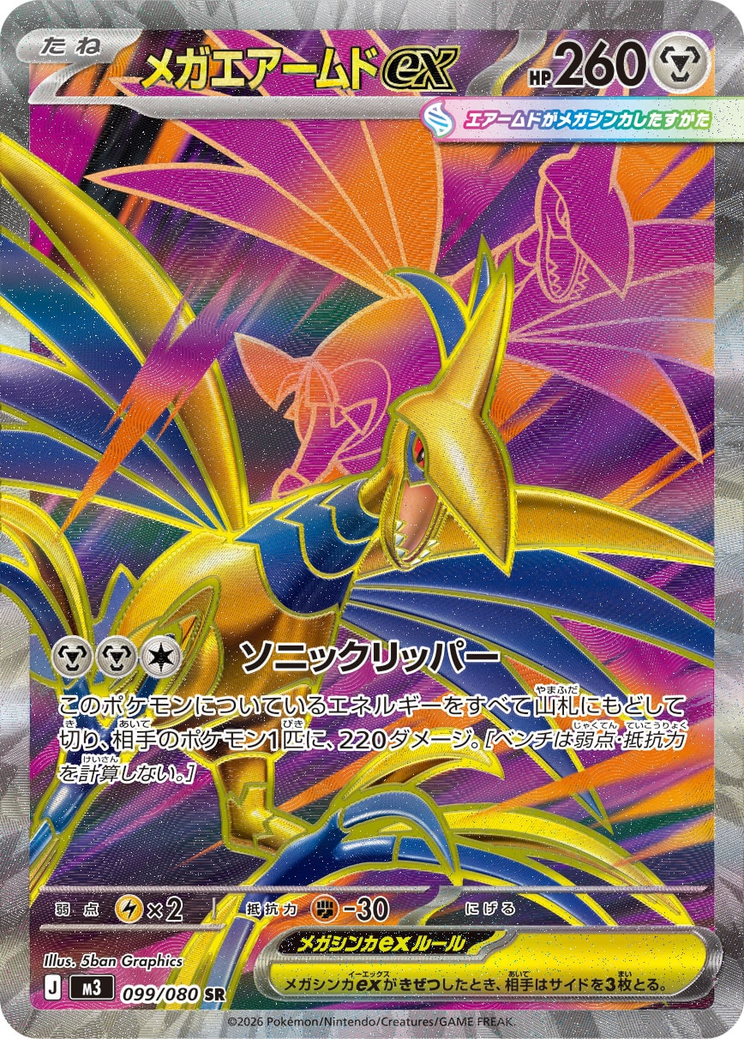 たね
メガエアームドex
HP260
エアームドがメガシンカしたすがた
ソニックリッパー
このポケモンについているエネルギーをすべて山札にもどして
切り、相手のポケモン1匹に、220ダメージ。[ベンチは弱点・抵抗力
を計算しない。]
弱点 ×2 抵抗力 -30 にげる
Illus. 5ban Graphics
メガシンカexルール
メガシンカexがきぜつしたとき、相手はサイドを3枚とる。
J M3 099/080 SR
©2026 Pokémon/Nintendo/Creatures/GAME FREAK.